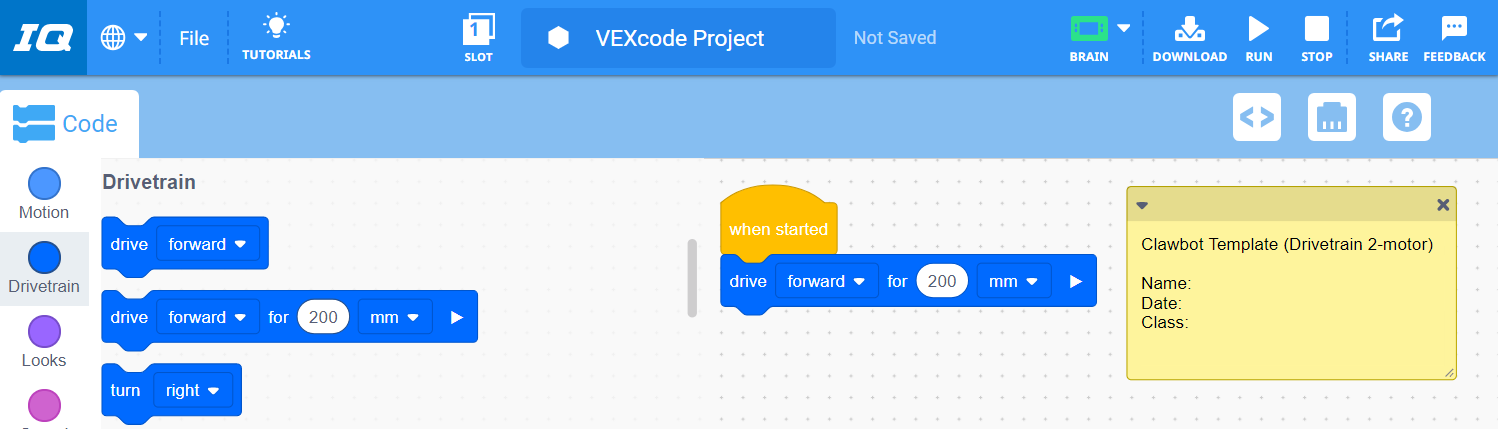 IQ
File
TUTORIALS
1
SLOT
VEXcode Project
Not Saved
BRAIN
DOWNLOAD
RUN
STOP
SHARE
FEEDBACK
Code
<>
?
Motion
Drivetrain
Looks
Drivetrain
drive forward
drive forward for 200 mm
turn right
when started
drive forward for 200 mm
Clawbot Template (Drivetrain 2-motor)
Name:
Date:
Class: